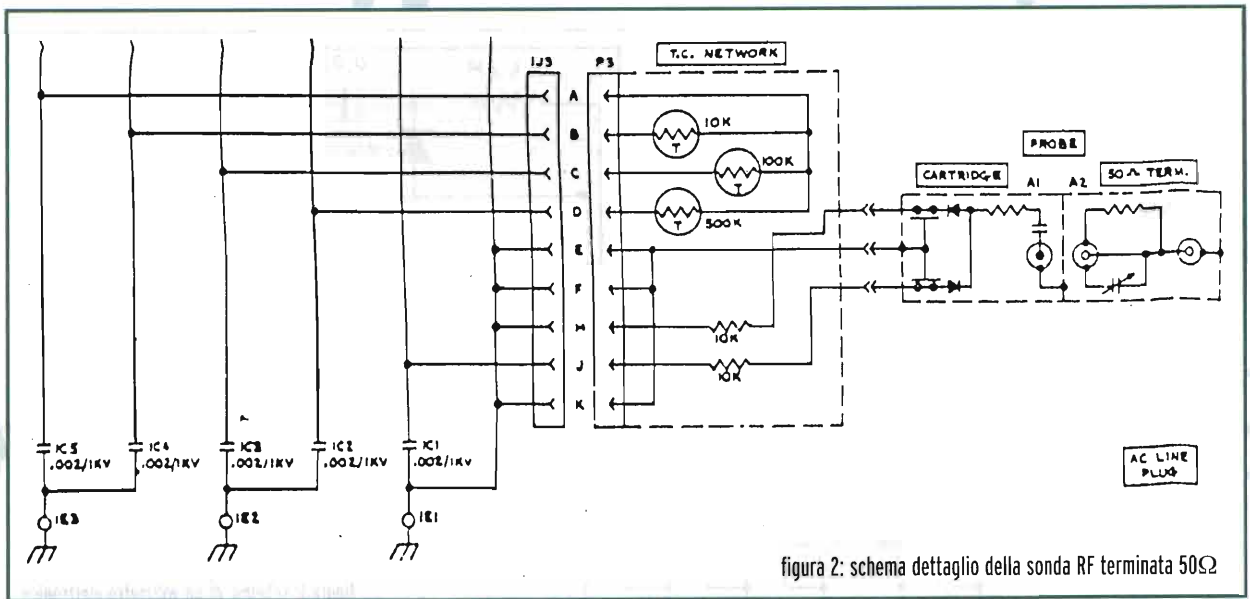 T.C. NETWORK
1J3
P3
A
B
10K
T
C
100K
T
D
500K
T
E
F
H
10K
J
10K
K
PROBE
CARTRIDGE
A1
A2
50Ω TERM.
1C5
.002/1KV
1C4
.002/1KV
1C3
.002/1KV
1C2
.002/1KV
1C1
.002/1KV
1E3
1E2
1E1
AC LINE
PLUG
figura 2: schema dettaglio della sonda RF terminata 50Ω